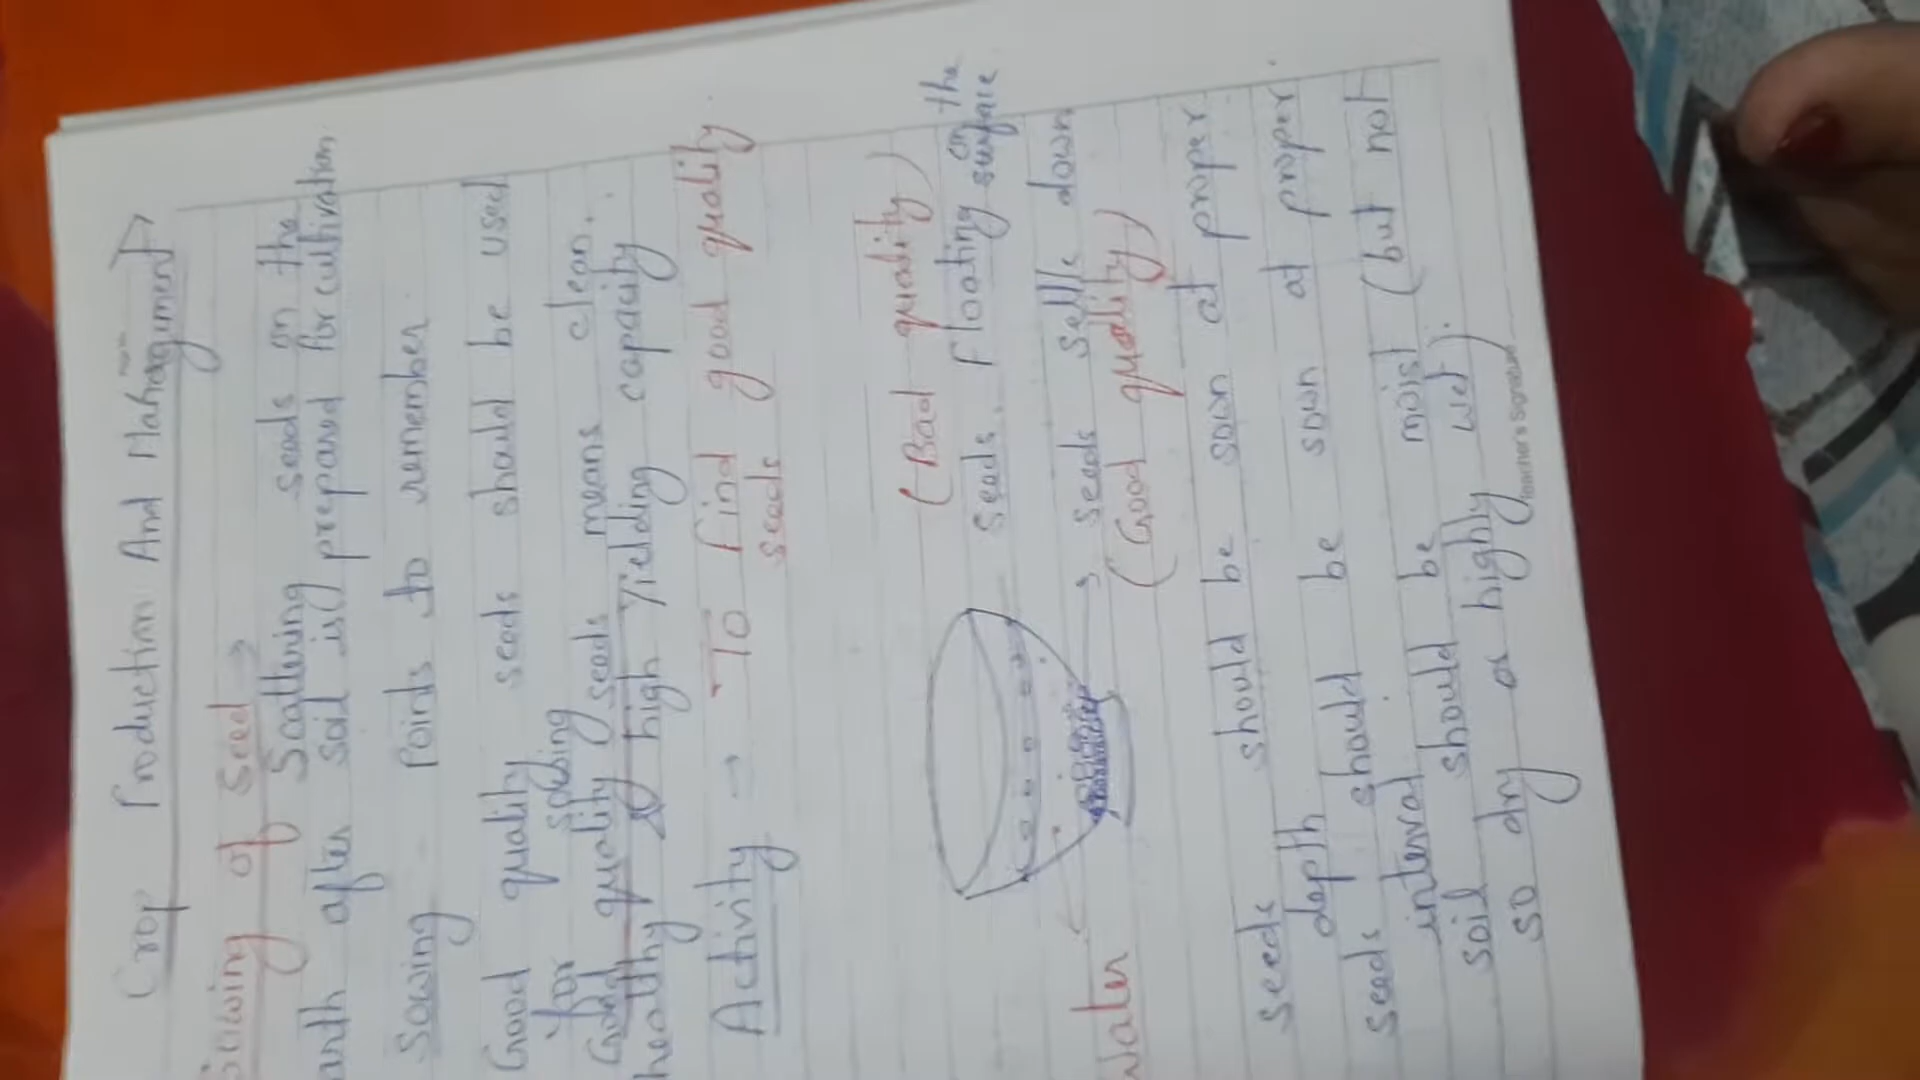 Crop Production And Management
Sowing of Seed →
Scattering seeds on the
earth after soil is prepared for cultivation.
Sowing Points to remember.
Good quality seeds should be used
for sowing
Good quality seeds means clean,
healthy & high Yielding capacity.
Activity → To find good quality
seeds
(Bad quality)
seeds floating on the
surface
seeds settle down
(Good quality)
water
seeds should be sown at proper
depth
seeds should be sown at proper.
interval
soil should be moist (but not
so dry or highly wet).
Teacher's Signature